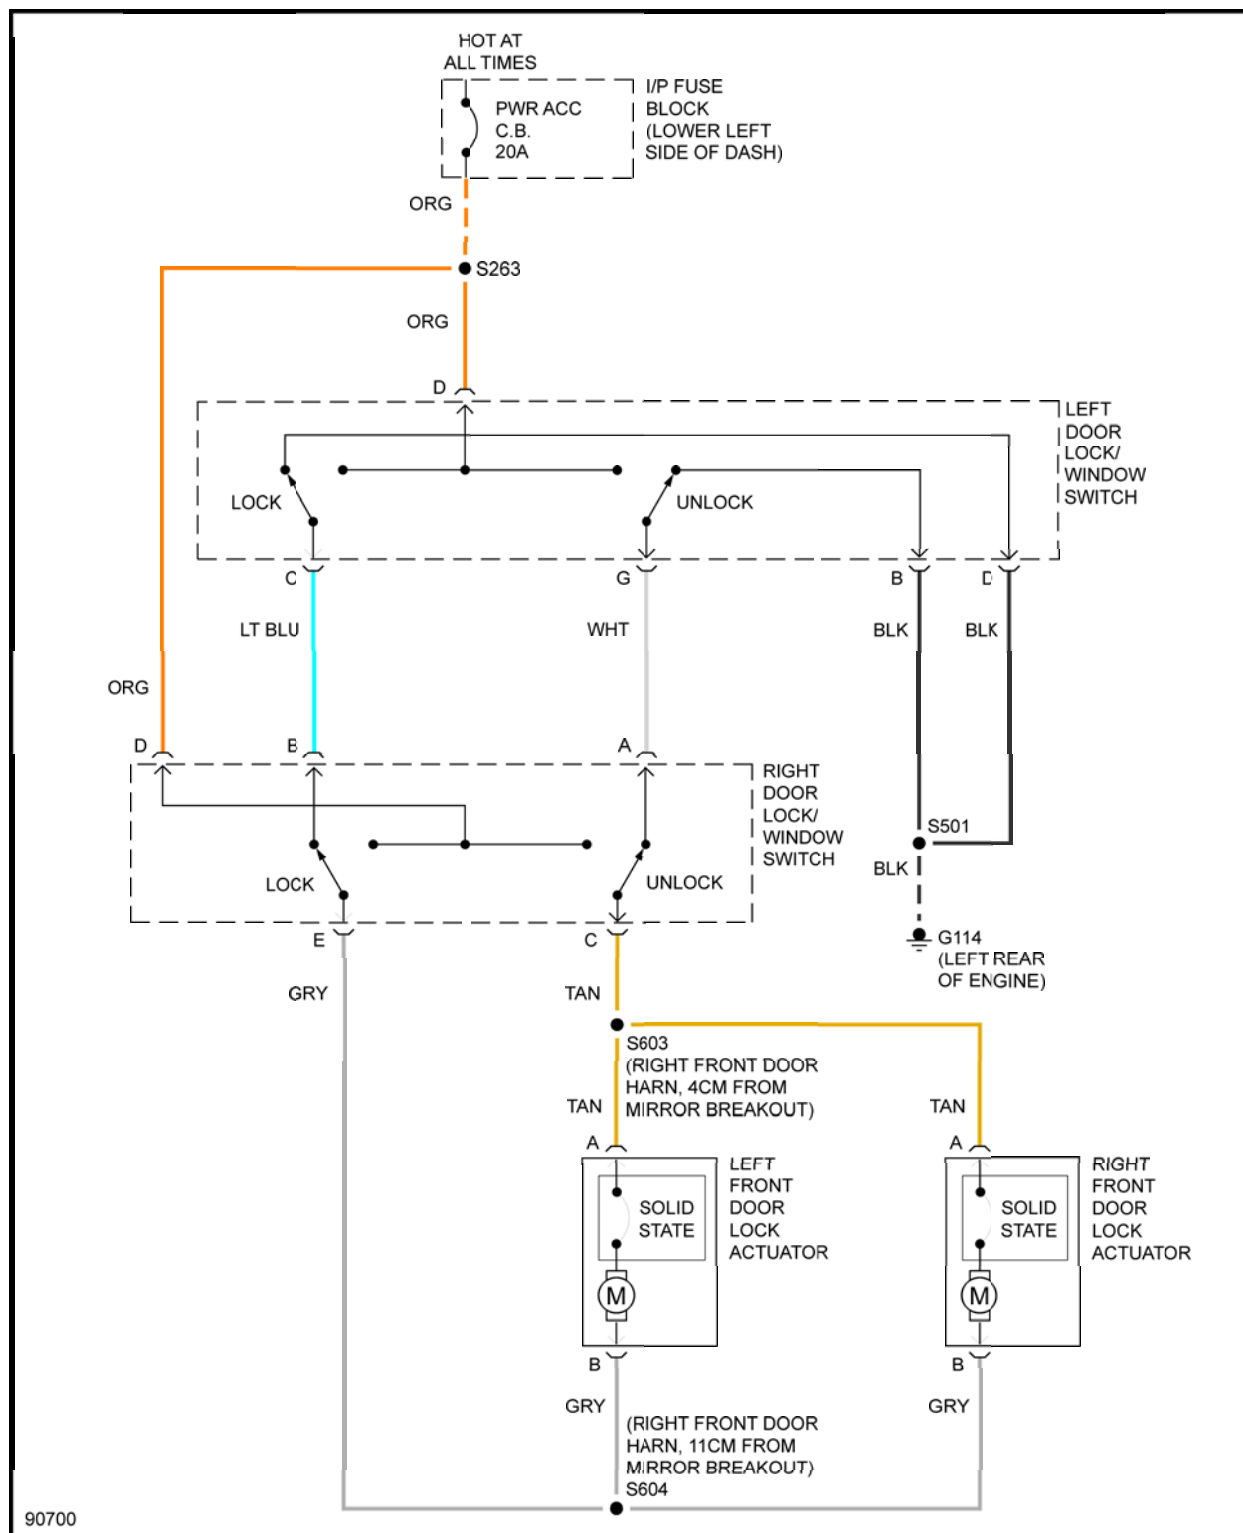 HOT AT
ALL TIMES
PWR ACC
C.B.
20A
I/P FUSE
BLOCK
(LOWER LEFT
SIDE OF DASH)
ORG
S263
ORG
D
LEFT
DOOR
LOCK/
WINDOW
SWITCH
LOCK
UNLOCK
C
G
B
D
LT BLU
WHT
BLK
BLK
ORG
D
B
A
RIGHT
DOOR
LOCK/
WINDOW
SWITCH
LOCK
UNLOCK
S501
BLK
E
C
G114
(LEFT REAR
OF ENGINE)
GRY
TAN
S603
(RIGHT FRONT DOOR
HARN, 4CM FROM
MIRROR BREAKOUT)
TAN
TAN
A
A
LEFT
FRONT
DOOR
LOCK
ACTUATOR
SOLID
STATE
M
RIGHT
FRONT
DOOR
LOCK
ACTUATOR
SOLID
STATE
M
B
B
GRY
GRY
(RIGHT FRONT DOOR
HARN, 11CM FROM
MIRROR BREAKOUT)
S604
90700